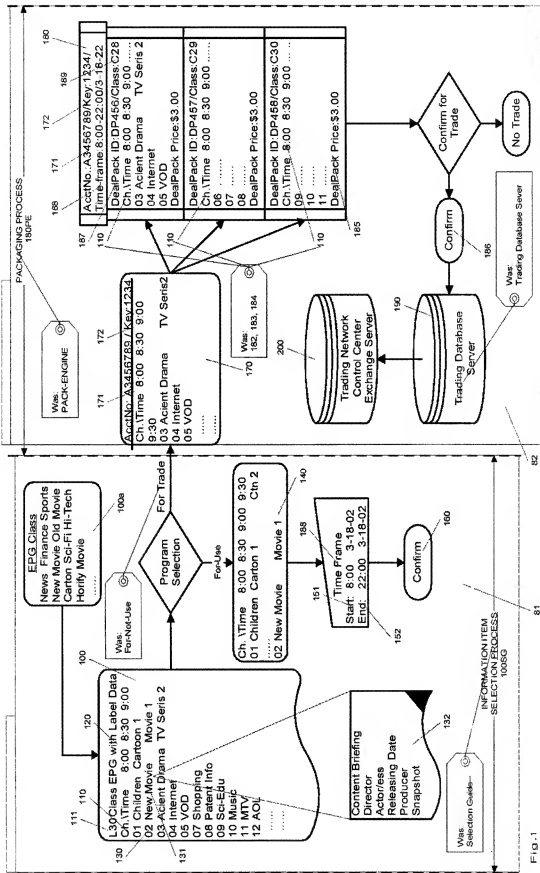 PACKAGING PROCESS
180PE
Was:
PACK-ENGINE
168
171
172
189
180
AcctNo.:A3456789/Key:1234/
Time-frame:8:00-22:00/3-18-22
187
DealPack ID:DP456/Class:C28
Ch.\Time 8:00 8:30 9:00
03 Acient Drama TV Seris 2
04 Internet
05 VOD
DealPack Price:$3.00
110
DealPack ID:DP457/Class:C29
Ch.\Time 8:00 8:30 9:00
06
07
08
DealPack Price:$3.00
110
DealPack ID:DP458/Class:C30
Ch.\Time 8:00 8:30 9:00
09
10
11
DealPack Price:$3.00
110
185
171
172
AcctNo: A3456789 / Key:1234
Ch.\Time 8:00 8:30 9:00
9:30
03 Acient Drama TV Seris2
04 Internet
05 VOD
170
110
Was:
182, 183, 184
Confirm for
Trade
No Trade
Confirm
186
Was:
Trading Database Sever
200
Trading Network
Control Center
Exchange Server
190
Trading Database
Server
82
EPG Class
News Finance Sports
New Movie Old Movie
Carton Sci-Fi Hi-Tech
Horify Movie
100a
For Trade
Was:
For-Not-Use
Program
Selection
For-Use
111
110
120
100
L30Class EPG with Label Data
Ch.\Time 8:00 8:30 9:00
01 Children Cartoon 1
02 New Movie Movie 1
03 Acient Drama TV Seris 2
04 Internet
05 VOD
07 Shopping
08 Patent Info
09 Sci-Edu
10 Music
11 MTV
12 AOL
130
131
Ch. \Time 8:00 8:30 9:00 9:30
01 Children Carton 1 Ctn 2
02 New Movie Movie 1
140
151
188
Time Frame
Start: 8:00 3-18-02
End: 22:00 3-18-02
152
Confirm
160
Content Briefing
Director
Actor/ess
Releasing Date
Producer
Snapshot
132
81
INFORMATION ITEM
SELECTION PROCESS
100SG
Was
Selection Guide
Fig.1